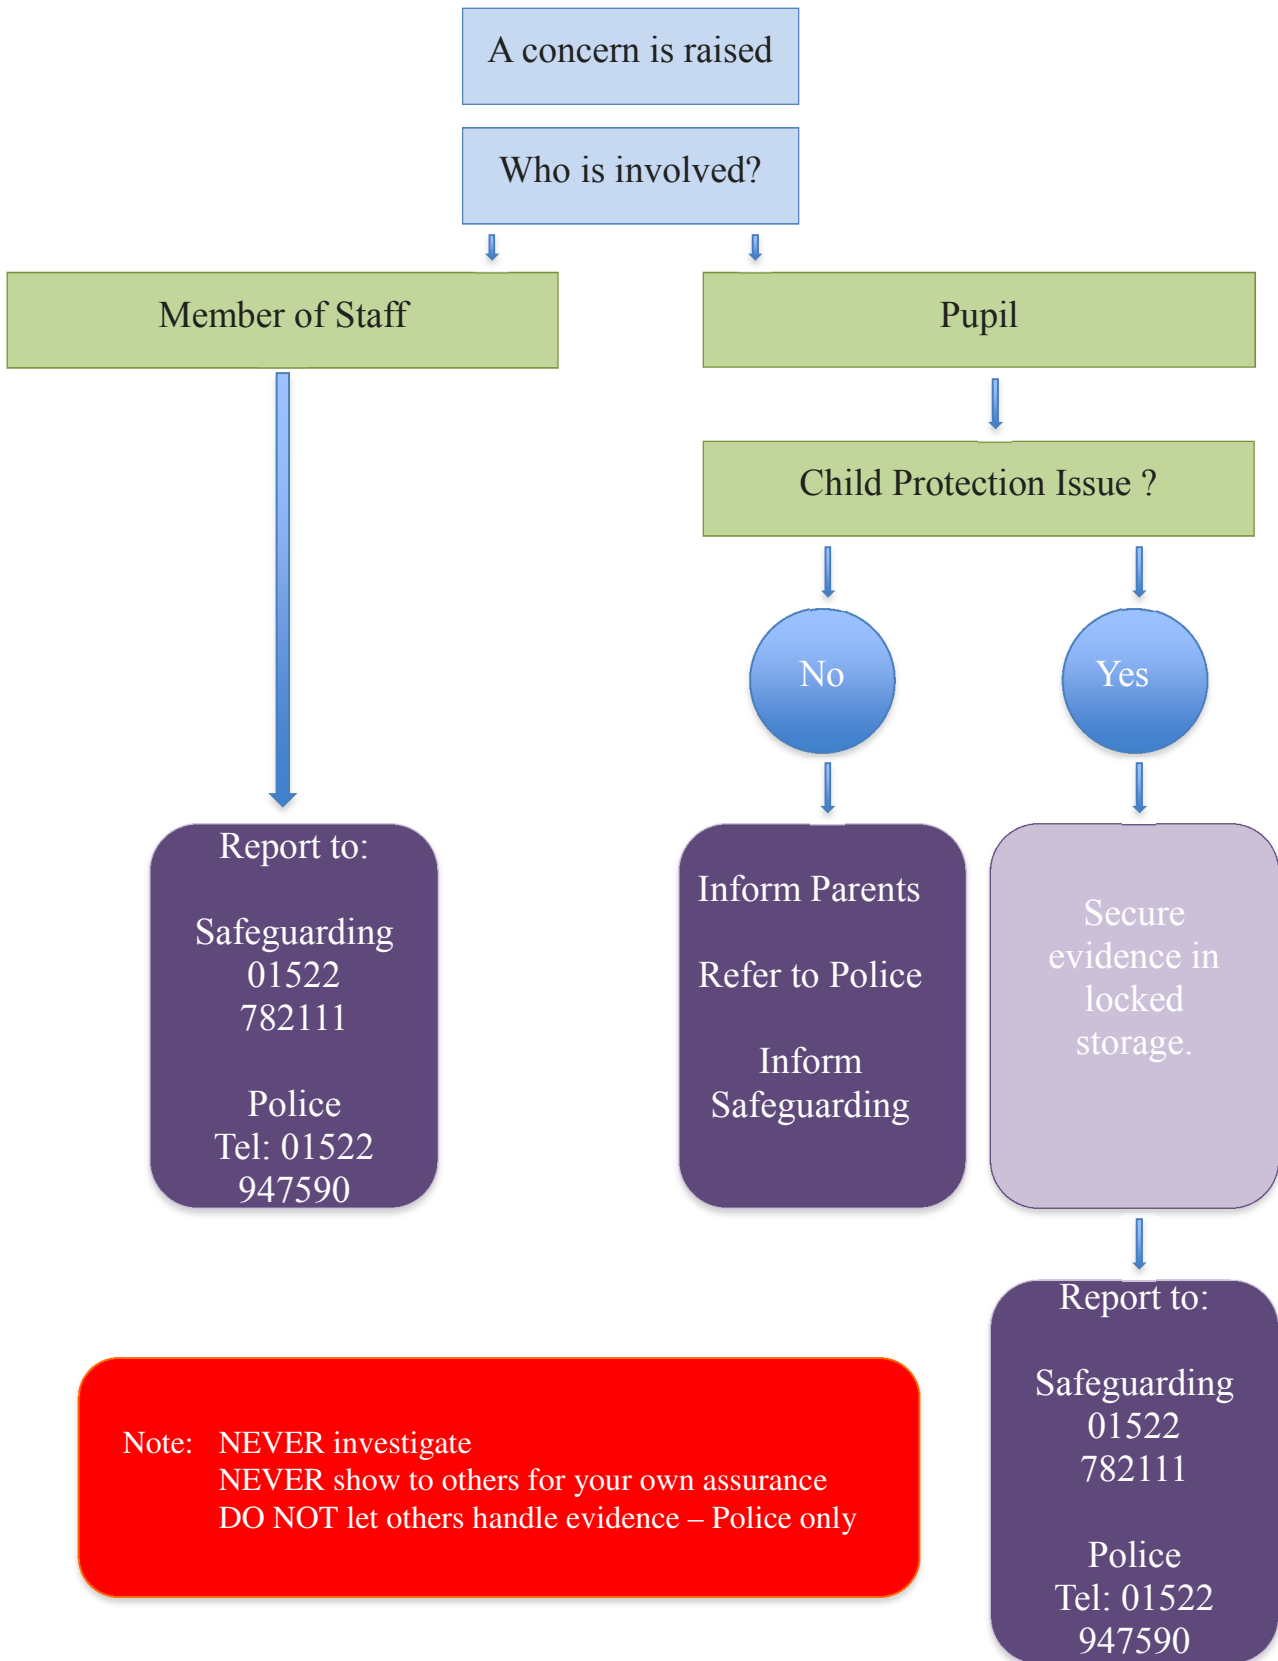 A concern is raised
Who is involved?
Member of Staff
Pupil
Child Protection Issue ?
No
Yes
Report to:
Safeguarding
01522
782111
Police
Tel: 01522
947590
Inform Parents
Refer to Police
Inform
Safeguarding
Secure
evidence in
locked
storage.
Report to:
Safeguarding
01522
782111
Police
Tel: 01522
947590
Note: NEVER investigate
NEVER show to others for your own assurance
DO NOT let others handle evidence – Police only